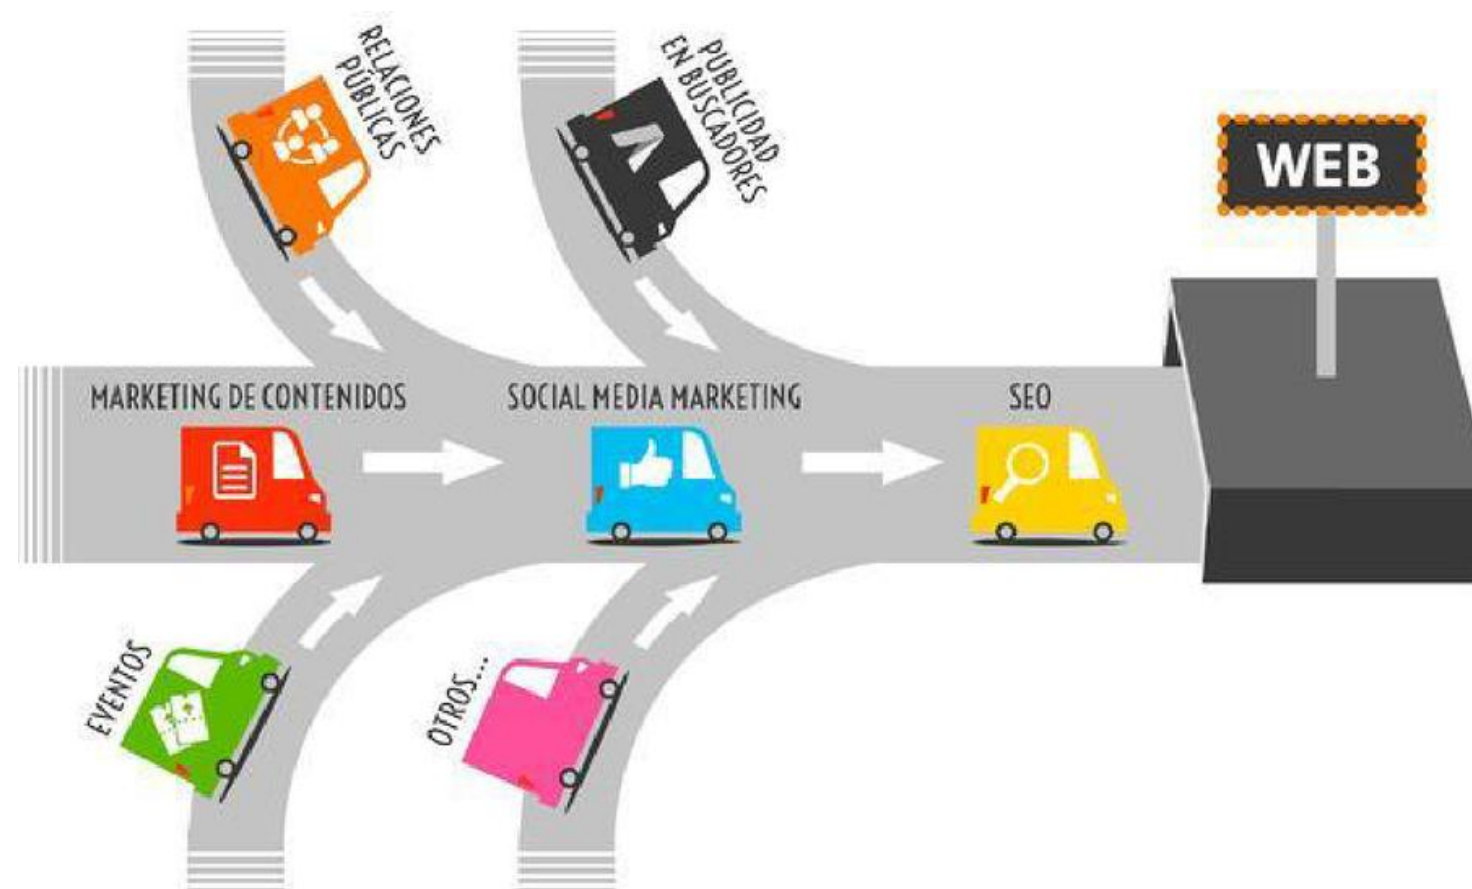 RELACIONES
PÚBLICAS
PUBLICIDAD
EN BUSCADORES
WEB
MARKETING DE CONTENIDOS
SOCIAL MEDIA MARKETING
SEO
EVENTOS
OTROS...